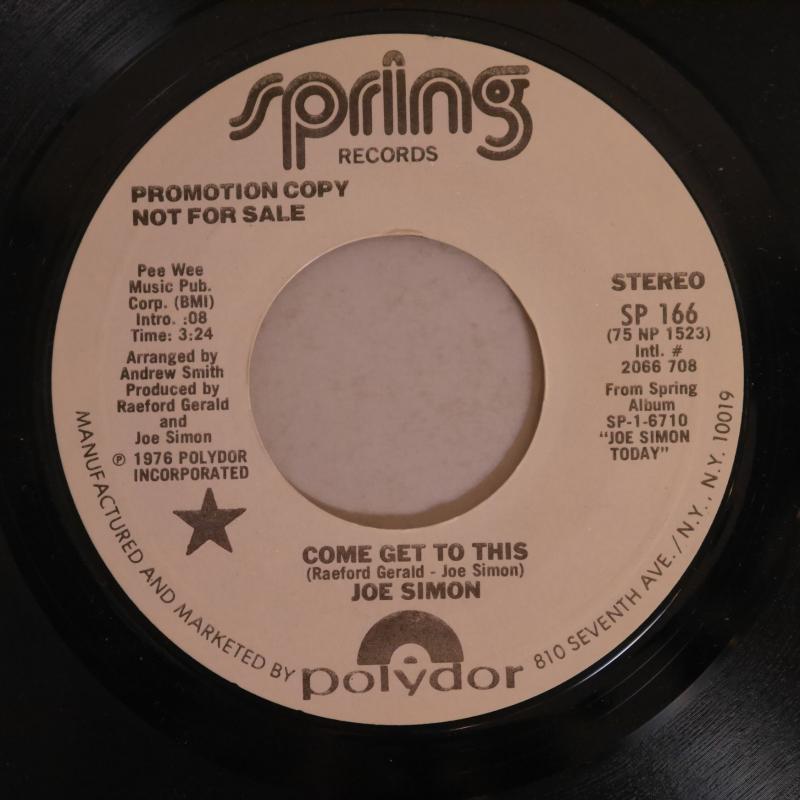 spring
RECORDS
PROMOTION COPY
NOT FOR SALE
Pee Wee
Music Pub.
Corp. (BMI)
Intro. :08
Time: 3:24
Arranged by
Andrew Smith
Produced by
Raeford Gerald
and
Joe Simon
℗ 1976 POLYDOR
INCORPORATED
STEREO
SP 166
(75 NP 1523)
Intl. #
2066 708
From Spring
Album
SP-1-6710
"JOE SIMON
TODAY"
COME GET TO THIS
(Raeford Gerald - Joe Simon)
JOE SIMON
MANUFACTURED AND MARKETED BY
polydor
810 SEVENTH AVE./N.Y., N.Y. 10019